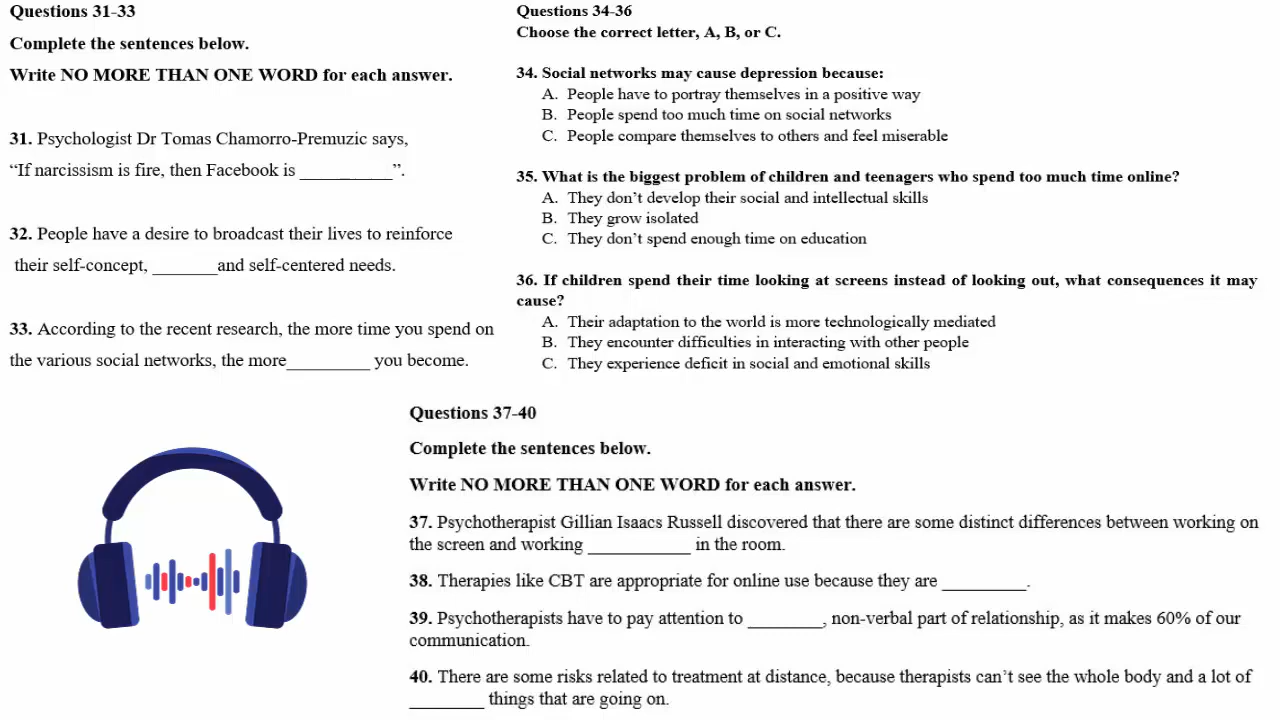 Questions 31-33
Complete the sentences below.
Write NO MORE THAN ONE WORD for each answer.
31. Psychologist Dr Tomas Chamorro-Premuzic says,
“If narcissism is fire, then Facebook is __________”.
32. People have a desire to broadcast their lives to reinforce
their self-concept, _______and self-centered needs.
33. According to the recent research, the more time you spend on
the various social networks, the more_________ you become.
Questions 34-36
Choose the correct letter, A, B, or C.
34. Social networks may cause depression because:
A. People have to portray themselves in a positive way
B. People spend too much time on social networks
C. People compare themselves to others and feel miserable
35. What is the biggest problem of children and teenagers who spend too much time online?
A. They don’t develop their social and intellectual skills
B. They grow isolated
C. They don’t spend enough time on education
36. If children spend their time looking at screens instead of looking out, what consequences it may
cause?
A. Their adaptation to the world is more technologically mediated
B. They encounter difficulties in interacting with other people
C. They experience deficit in social and emotional skills
Questions 37-40
Complete the sentences below.
Write NO MORE THAN ONE WORD for each answer.
37. Psychotherapist Gillian Isaacs Russell discovered that there are some distinct differences between working on
the screen and working ___________ in the room.
38. Therapies like CBT are appropriate for online use because they are _________.
39. Psychotherapists have to pay attention to ________, non-verbal part of relationship, as it makes 60% of our
communication.
40. There are some risks related to treatment at distance, because therapists can’t see the whole body and a lot of
________ things that are going on.